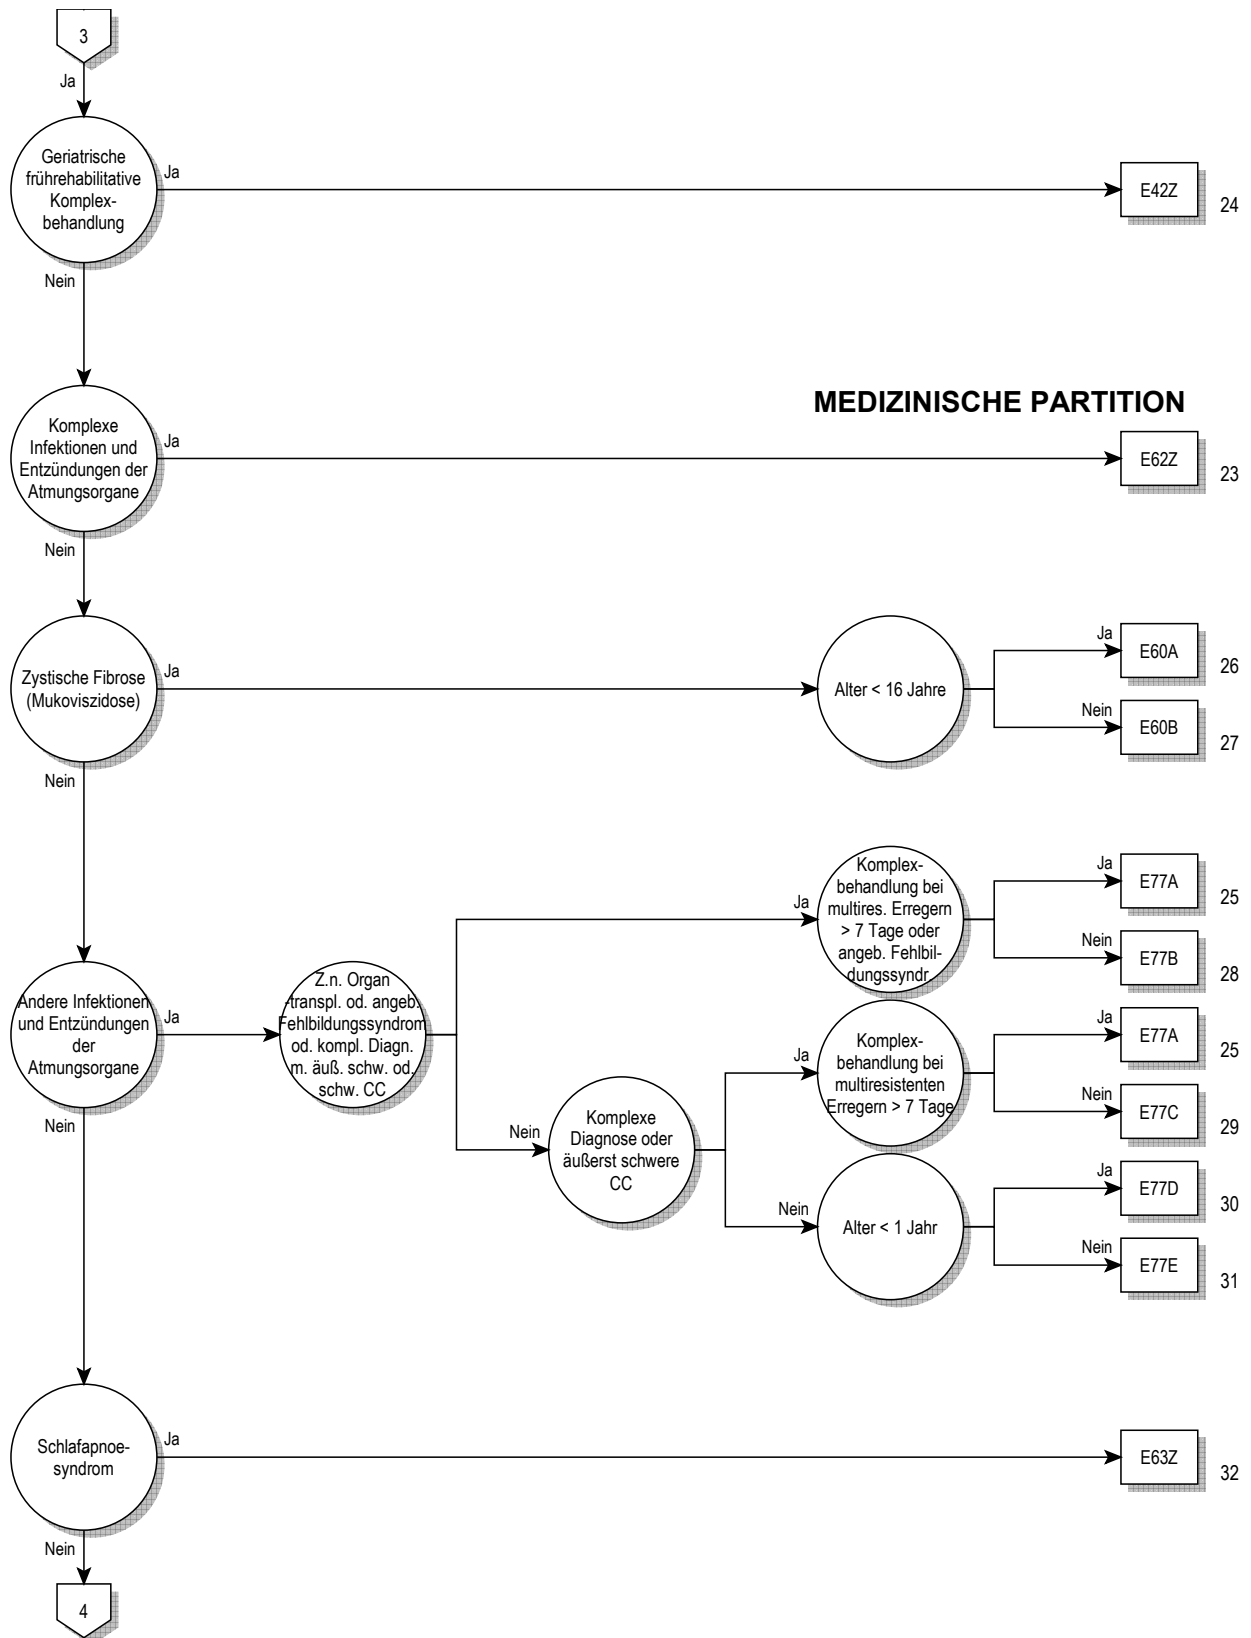 3
Ja
Geriatrische
frührehabilitative
Komplex-
behandlung
Ja
E42Z
24
Nein
MEDIZINISCHE PARTITION
Komplexe
Infektionen und
Entzündungen der
Atmungsorgane
Ja
E62Z
23
Nein
Zystische Fibrose
(Mukoviszidose)
Ja
Alter < 16 Jahre
Ja
E60A
26
Nein
E60B
27
Nein
Andere Infektionen
und Entzündungen
der
Atmungsorgane
Ja
Z.n. Organ
-transpl. od. angeb.
Fehlbildungssyndrom
od. kompl. Diagn.
m. äuß. schw. od.
schw. CC
Ja
Komplex-
behandlung bei
multires. Erregern
> 7 Tage oder
angeb. Fehlbil-
dungssyndr.
Ja
E77A
25
Nein
E77B
28
Nein
Komplexe
Diagnose oder
äußerst schwere
CC
Ja
Komplex-
behandlung bei
multiresistenten
Erregern > 7 Tage
Ja
E77A
25
Nein
E77C
29
Nein
Alter < 1 Jahr
Ja
E77D
30
Nein
E77E
31
Nein
Schlafapnoe-
syndrom
Ja
E63Z
32
Nein
4